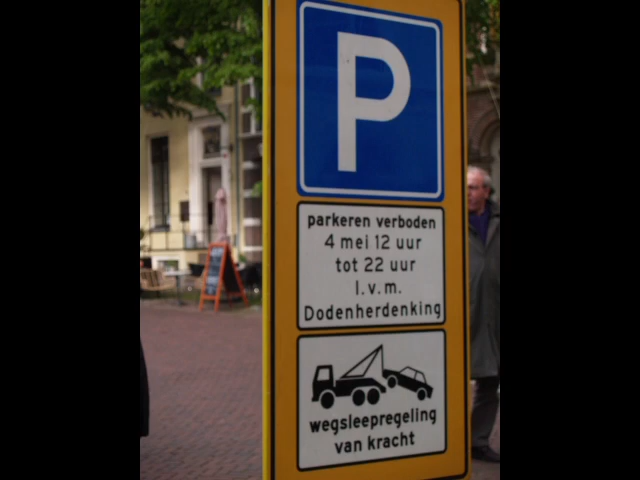 P
parkeren verboden
4 mei 12 uur
tot 22 uur
I.v.m.
Dodenherdenking
wegsleepregeling
van kracht